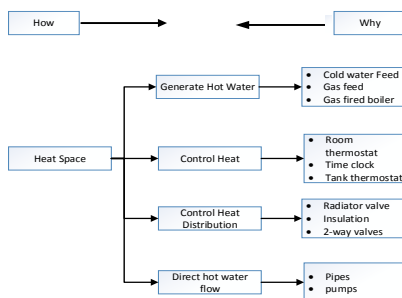 How
Why
Generate Hot Water
• Cold water Feed
• Gas feed
• Gas fired boiler
Heat Space
Control Heat
• Room
thermostat
• Time clock
• Tank thermostat
Control Heat
Distribution
• Radiator valve
• Insulation
• 2-way valves
Direct hot water
flow
• Pipes
• pumps